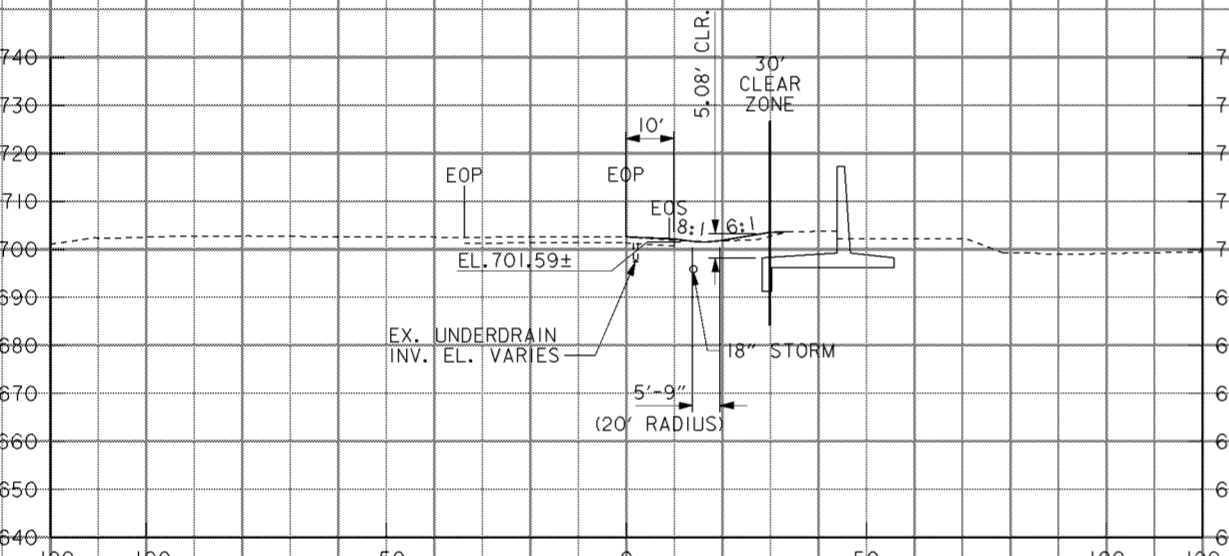 740
730
720
710
700
690
680
670
660
650
640
5.08' CLR.
30'
CLEAR
ZONE
10'
EOP
EOP
EOS
8:1
6:1
EL.701.59±
EX. UNDERDRAIN
INV. EL. VARIES
18" STORM
5'-9"
(20' RADIUS)
50
0
50
100